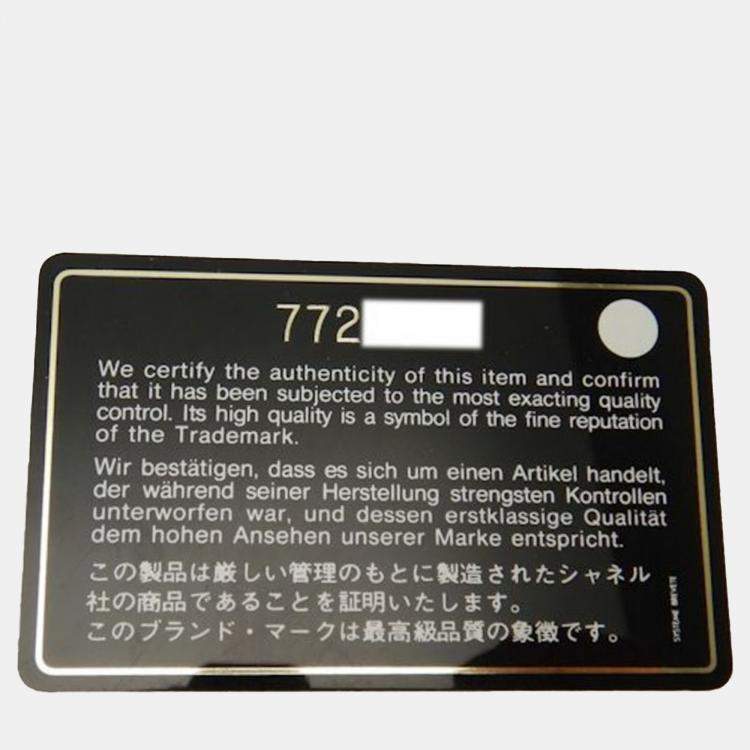 772
We certify the authenticity of this item and confirm
that it has been subjected to the most exacting quality
control. Its high quality is a symbol of the fine reputation
of the Trademark.
Wir bestätigen, dass es sich um einen Artikel handelt,
der während seiner Herstellung strengsten Kontrollen
unterworfen war, und dessen erstklassige Qualität
dem hohen Ansehen unserer Marke entspricht.
この製品は厳しい管理のもとに製造されたシャネル
社の商品であることを証明いたします。
このブランド・マークは最高級品質の象徴です。
SYSTEME BREVETE